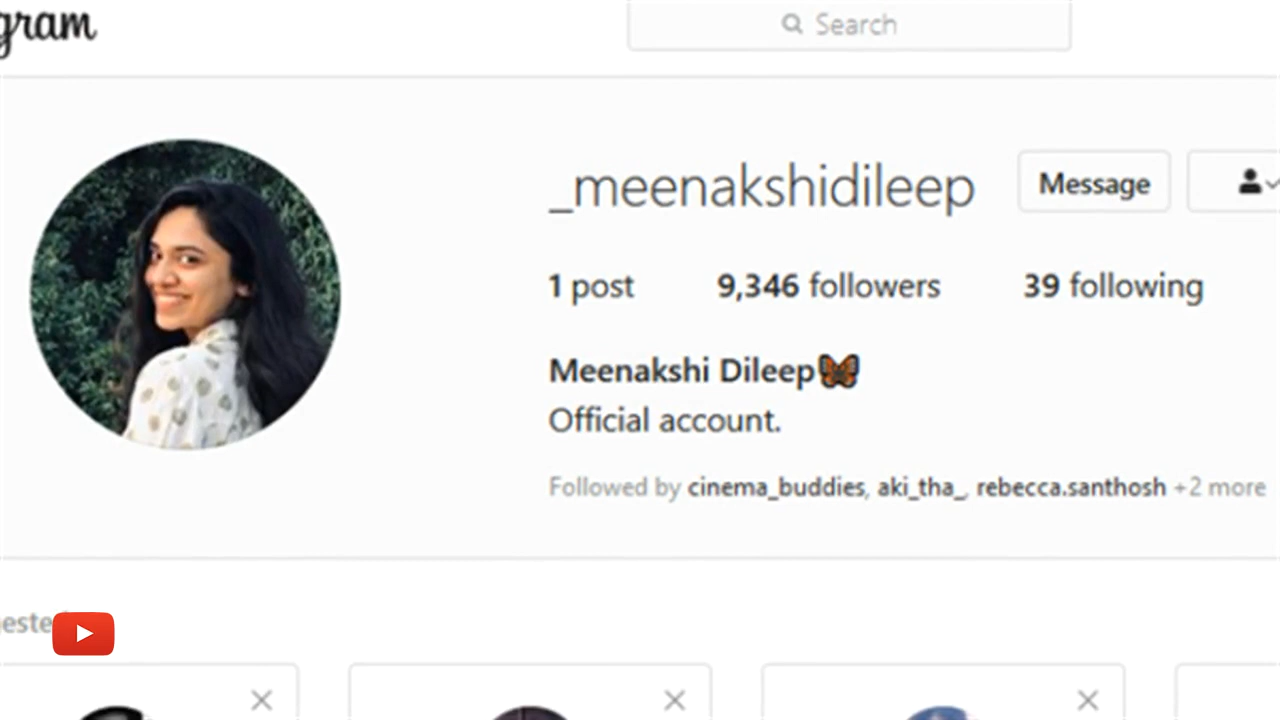 gram
Search
_meenakshidileep Message
1 post 9,346 followers 39 following
Meenakshi Dileep🦋
Official account.
Followed by cinema_buddies, aki_tha_, rebecca.santhosh +2 more